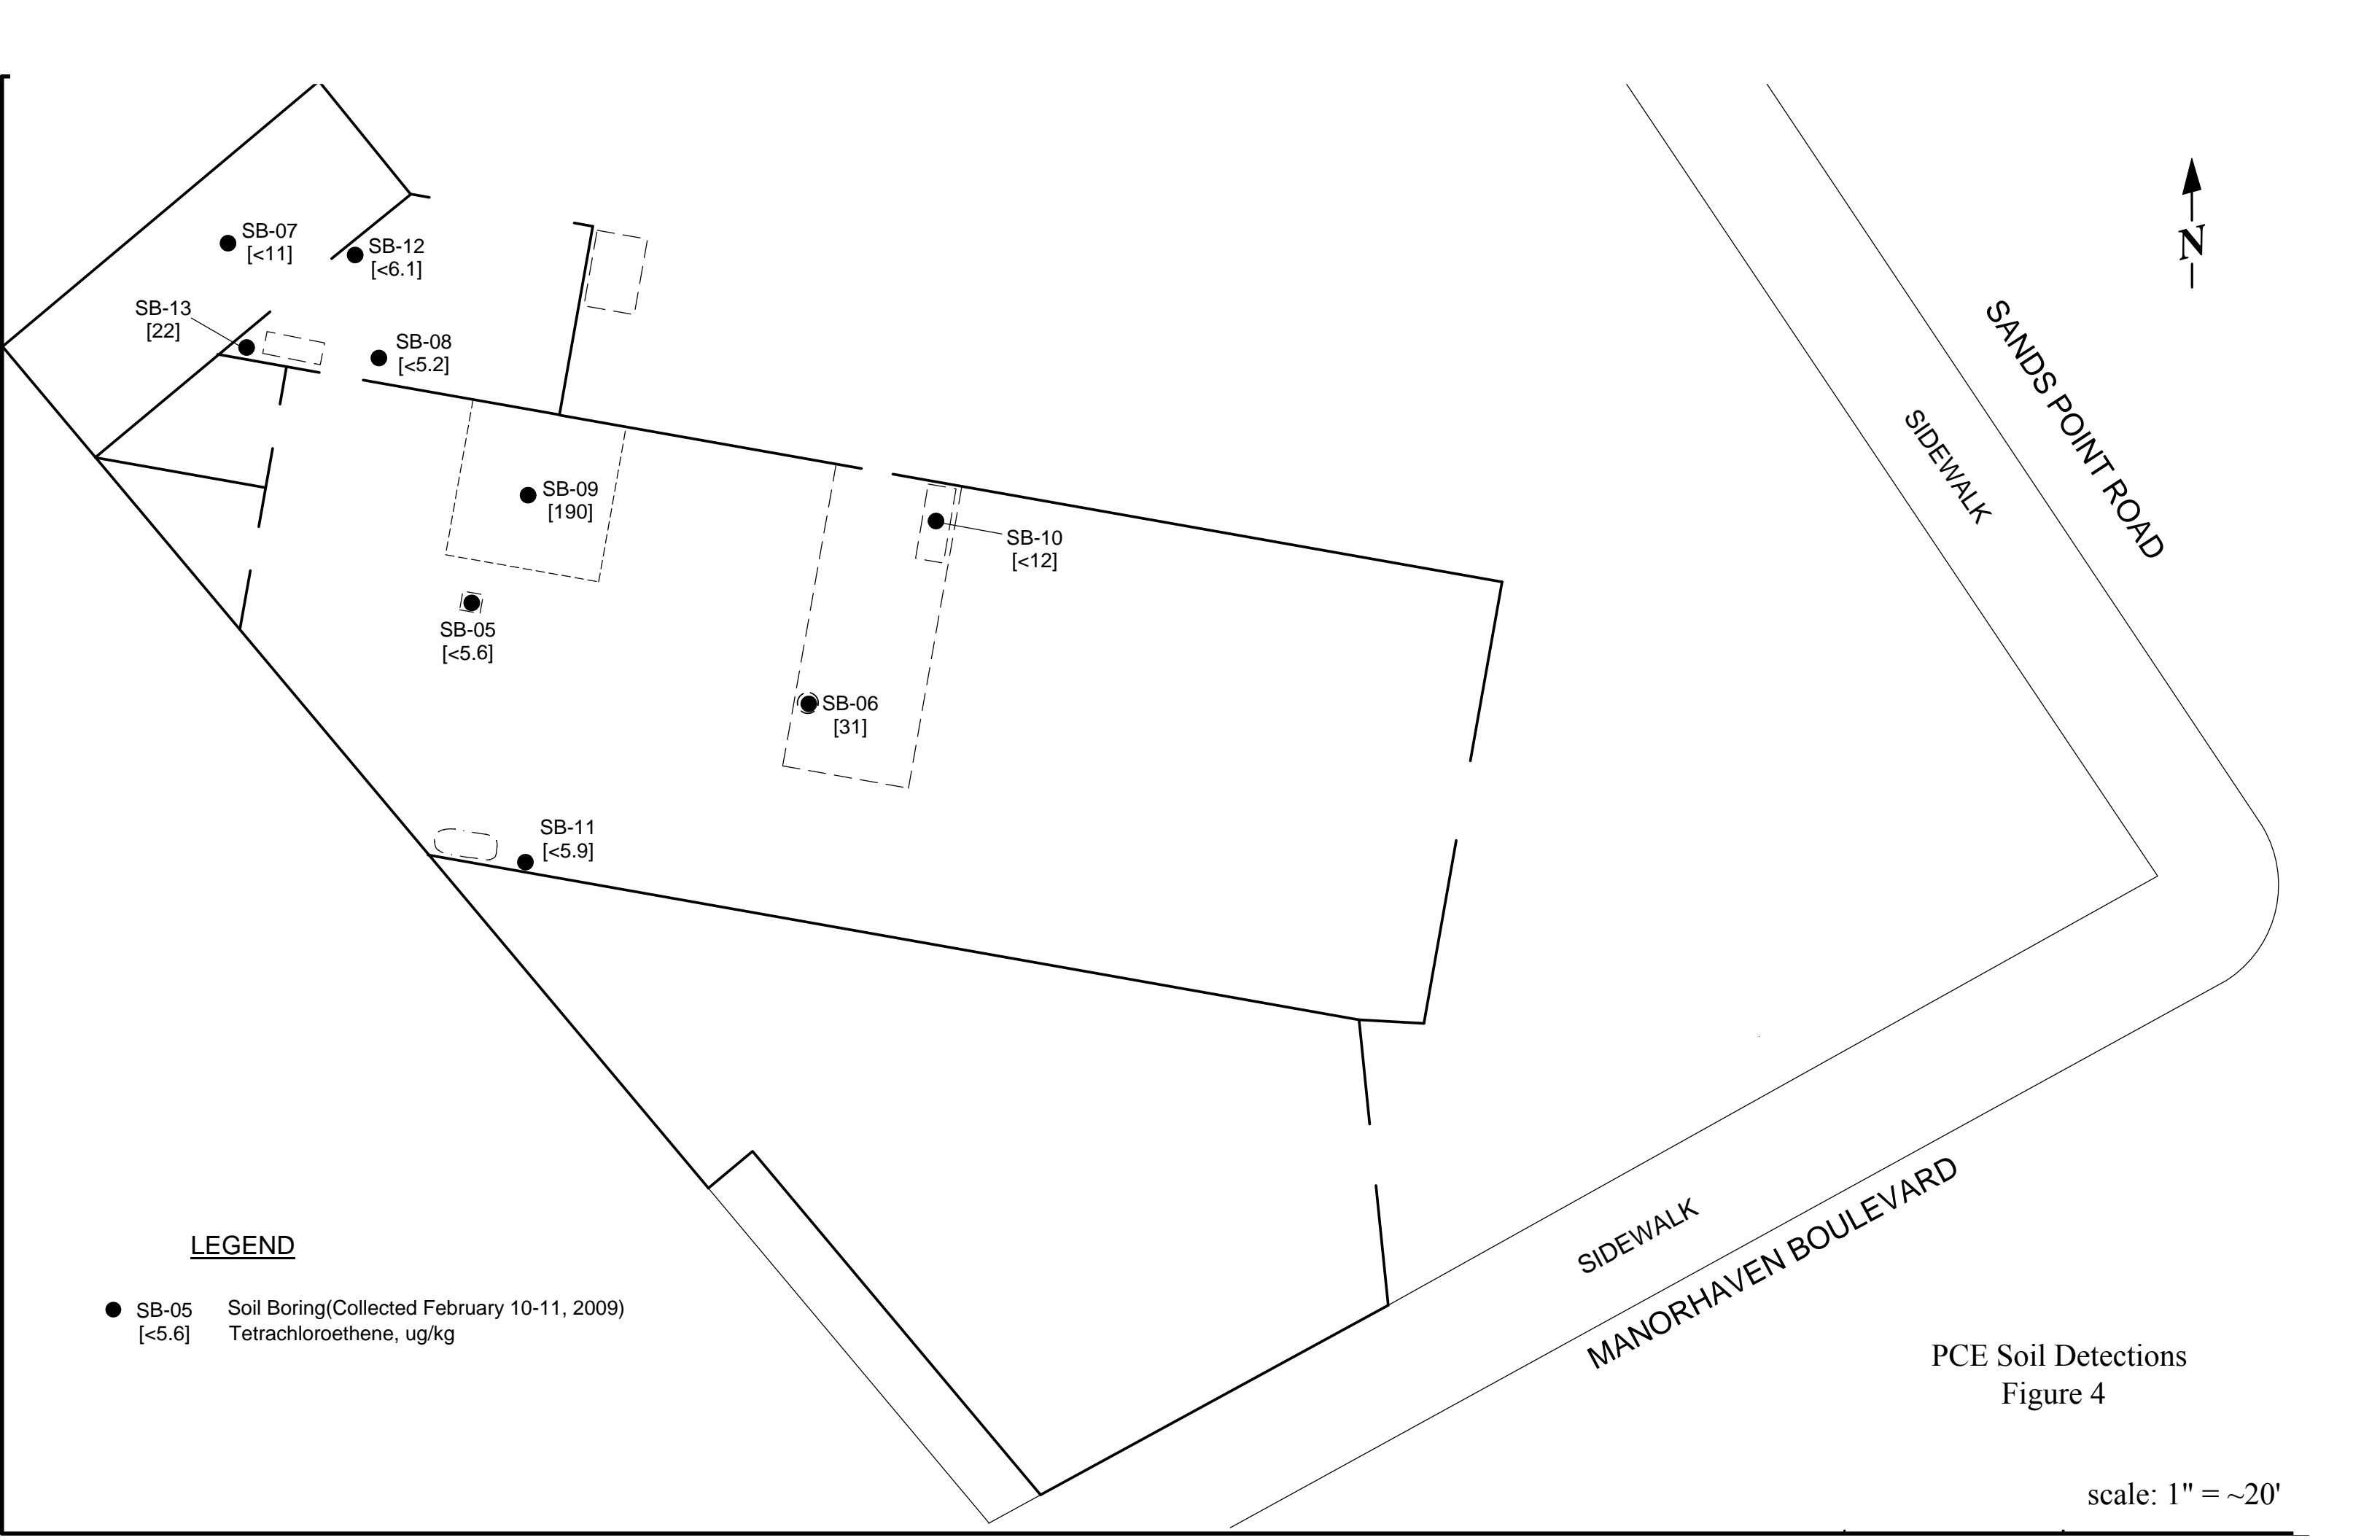 SB-07
[<11]
SB-12
[<6.1]
SB-13
[22]
SB-08
[<5.2]
SB-09
[190]
SB-10
[<12]
SB-05
[<5.6]
SB-06
[31]
SB-11
[<5.9]
N
SANDS POINT ROAD
SIDEWALK
SIDEWALK
MANORHAVEN BOULEVARD
LEGEND
SB-05 Soil Boring(Collected February 10-11, 2009)
[<5.6] Tetrachloroethene, ug/kg
PCE Soil Detections
Figure 4
scale: 1" = ~20'